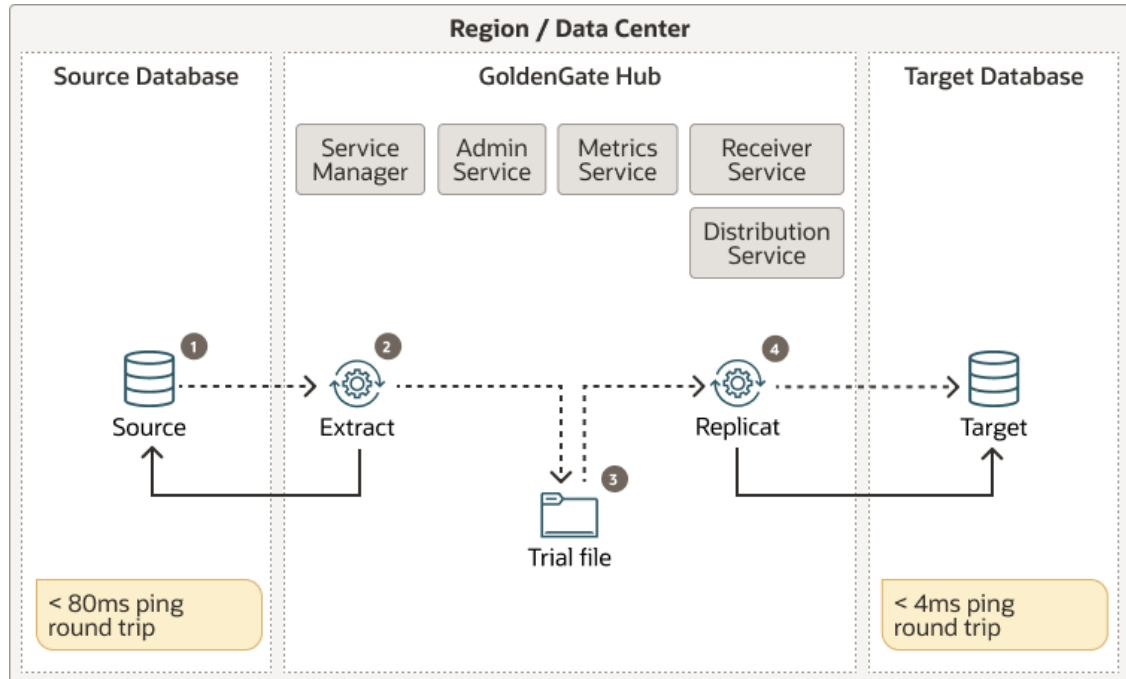 Region / Data Center
Source Database
GoldenGate Hub
Target Database
Service
Manager
Admin
Service
Metrics
Service
Receiver
Service
Distribution
Service
1
2
4
Source
Extract
Replicat
Target
3
Trial file
< 80ms ping
round trip
< 4ms ping
round trip